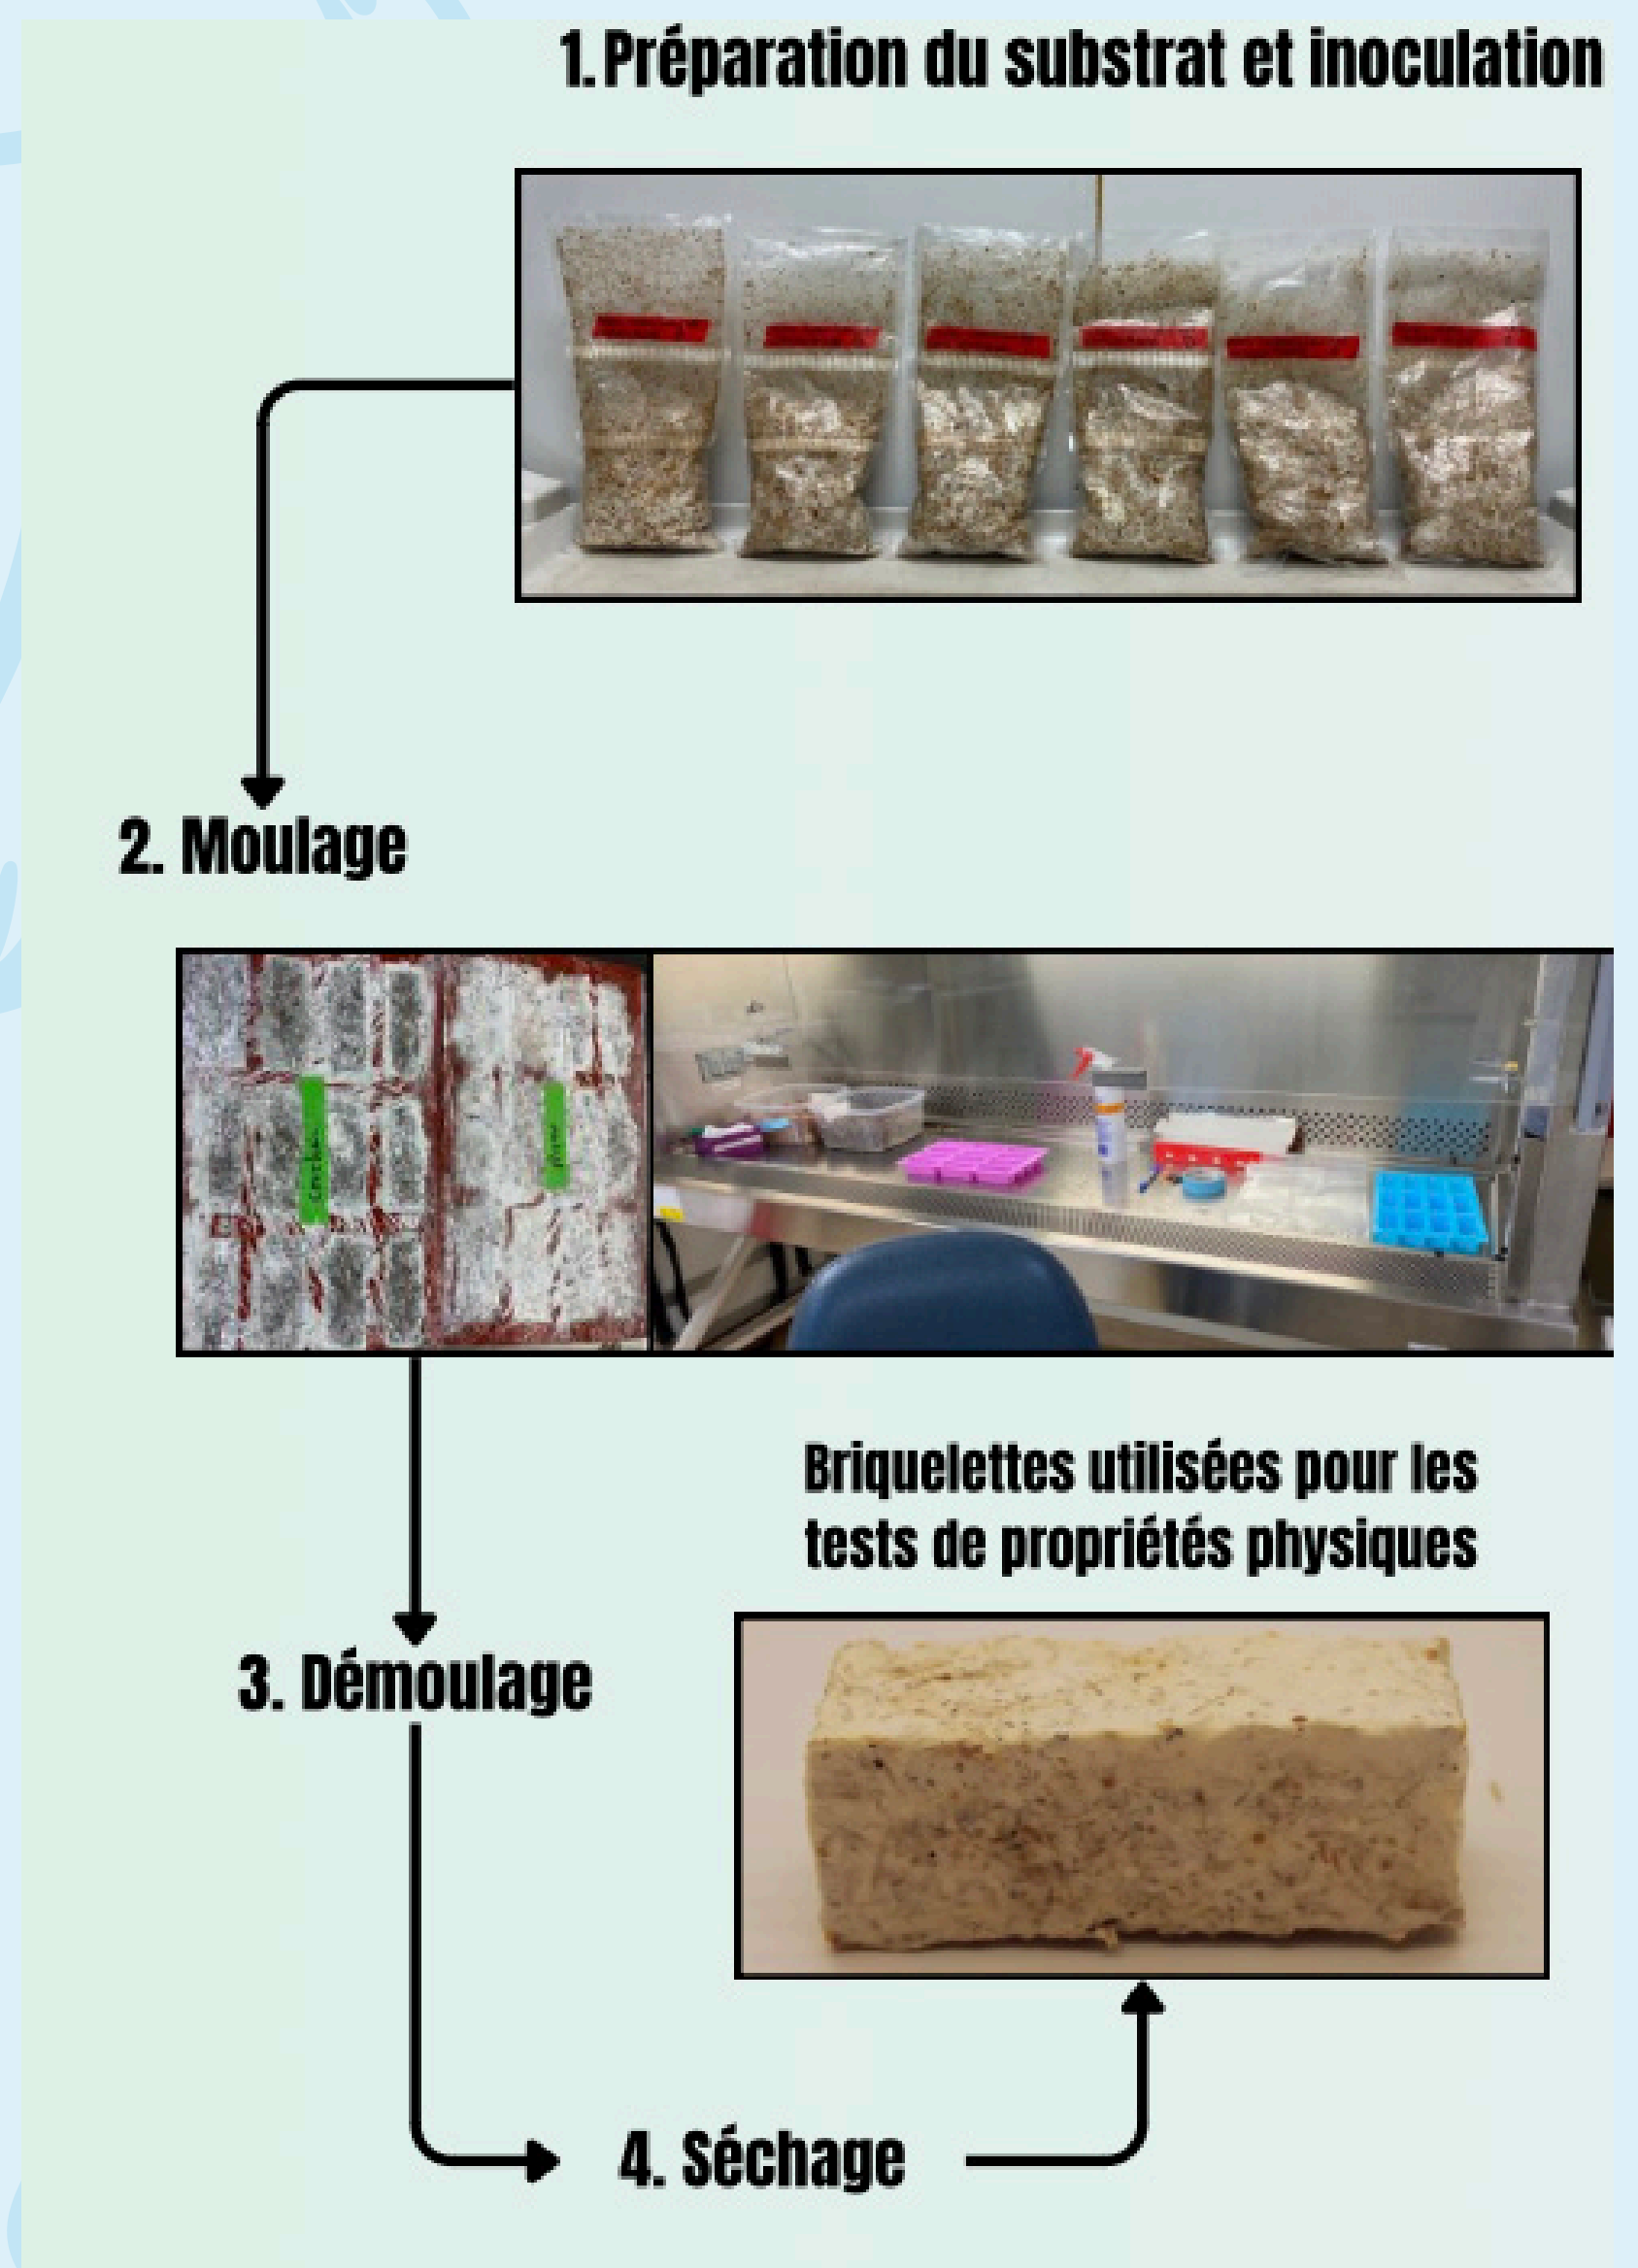 1. Préparation du substrat et inoculation
2. Moulage
Briquelettes utilisées pour les
tests de propriétés physiques
3. Démoulage
4. Séchage